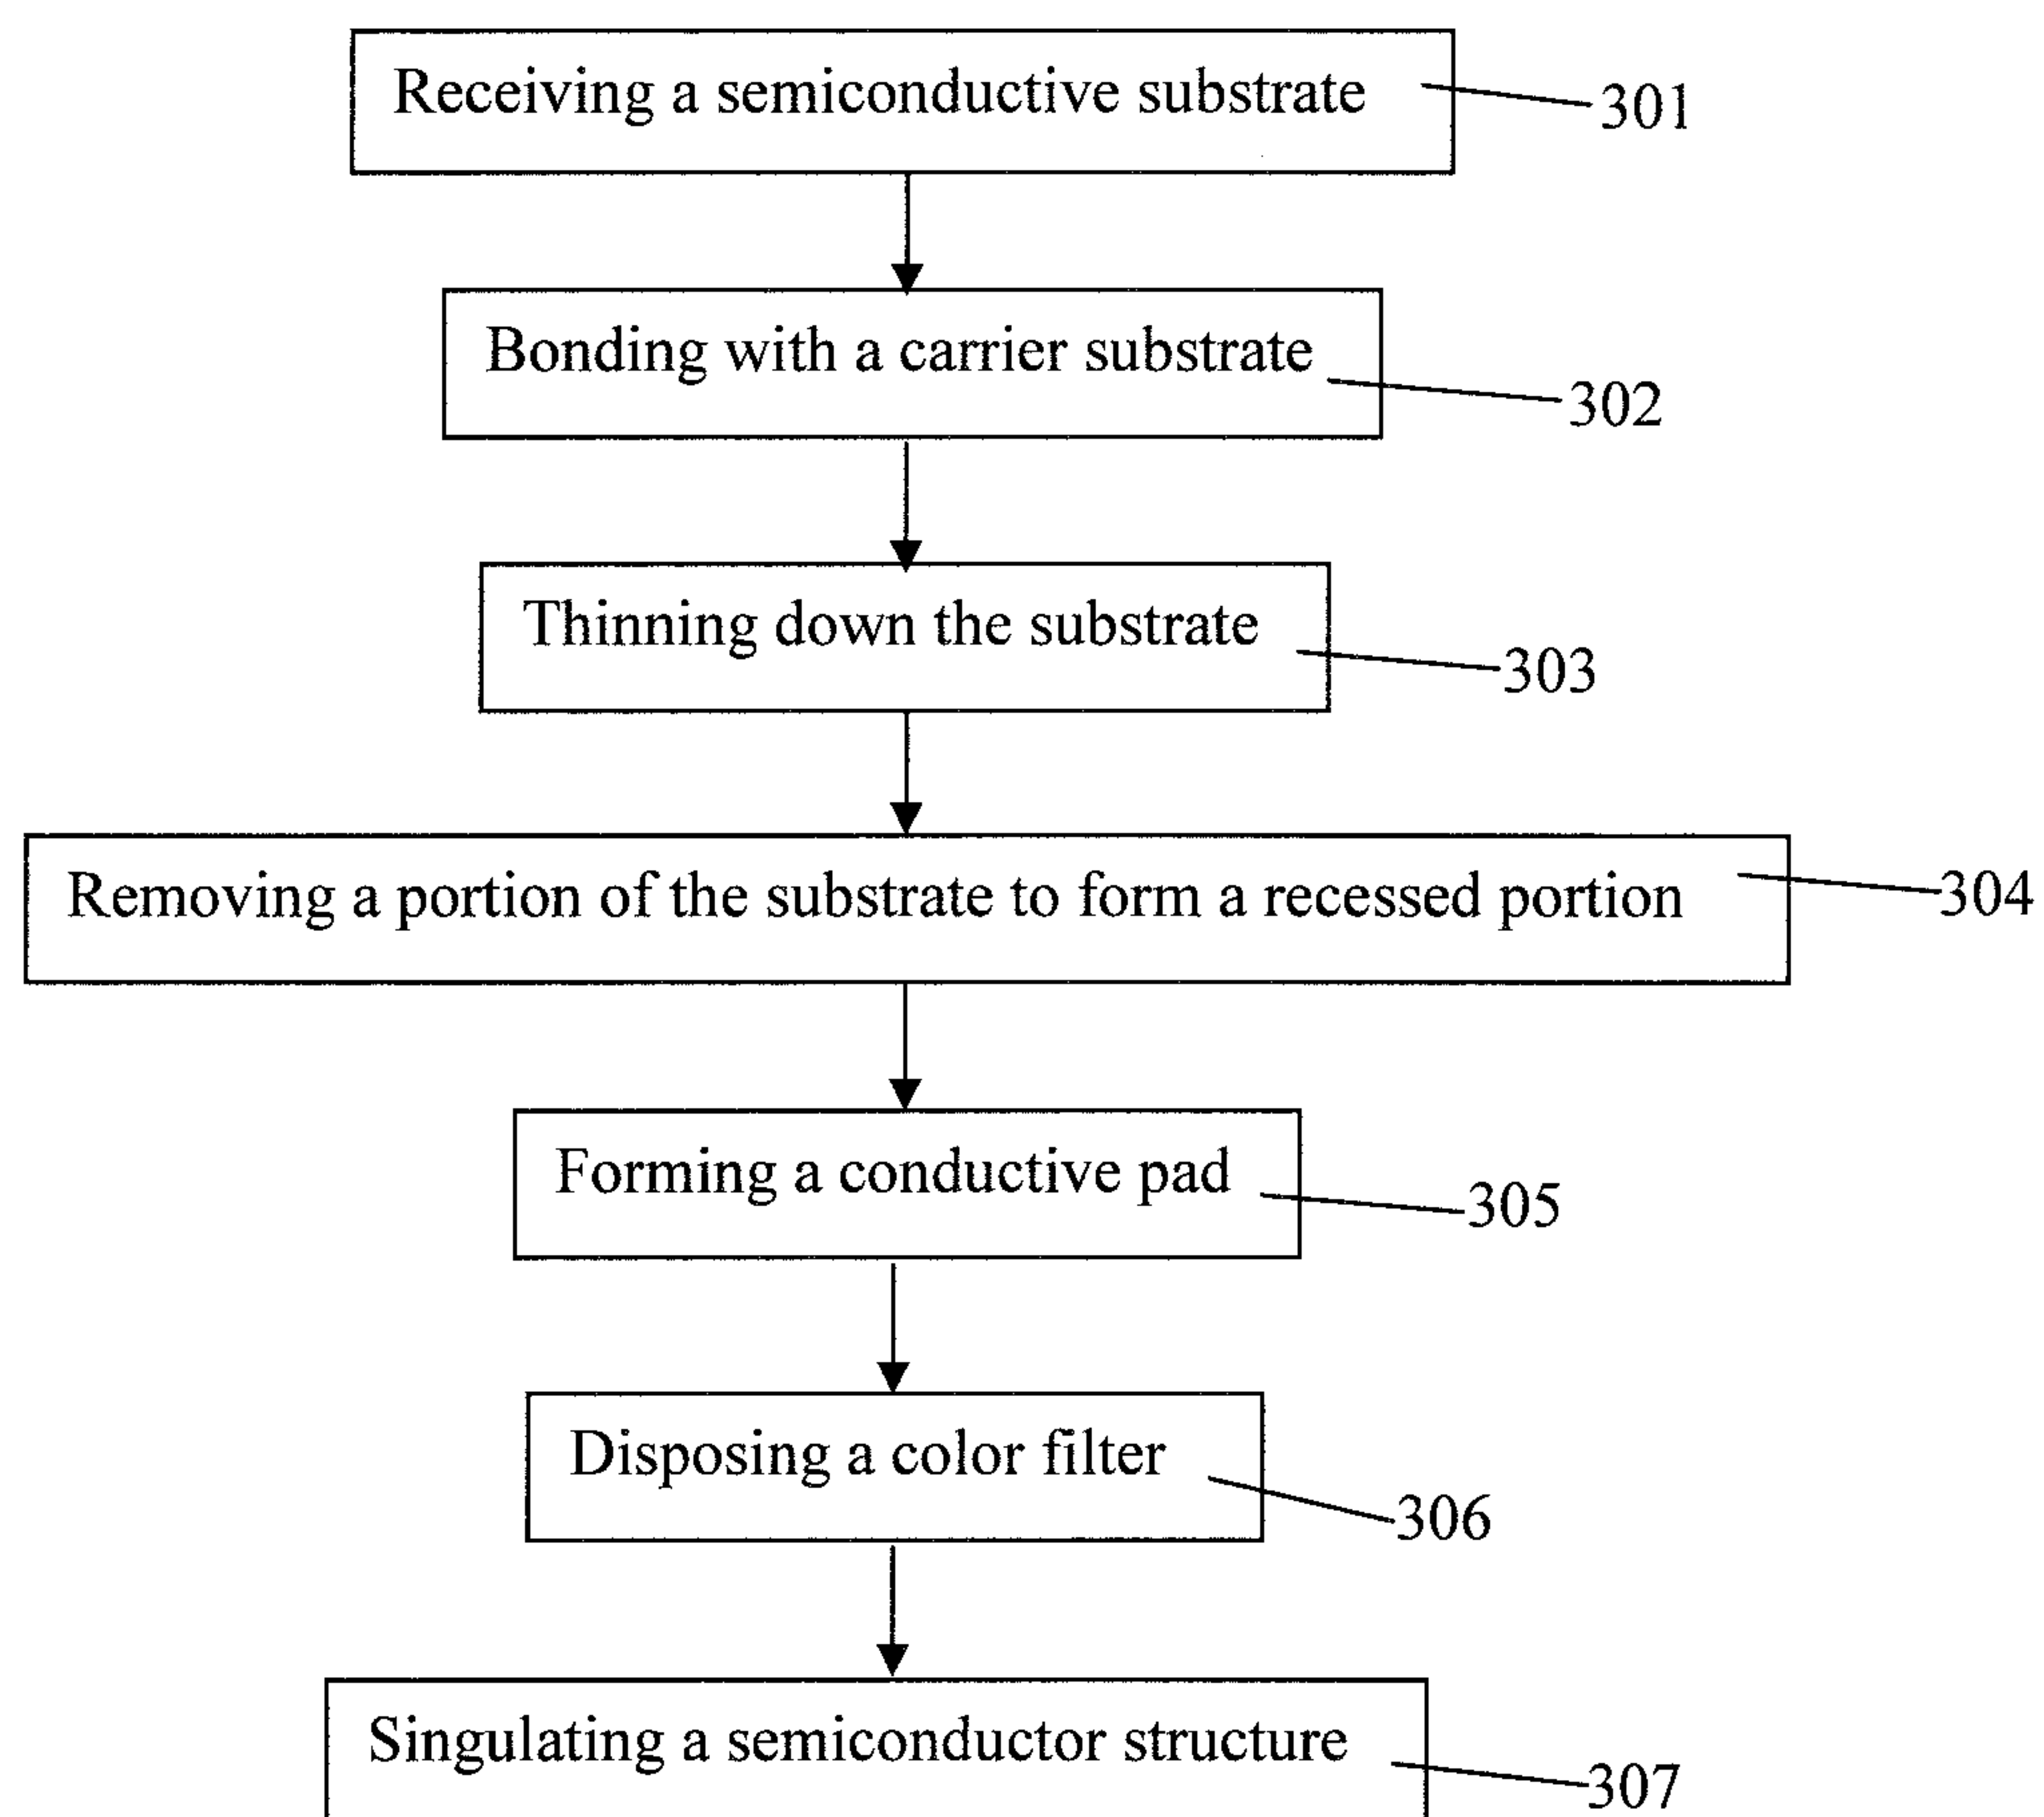 Receiving a semiconductive substrate
301
Bonding with a carrier substrate
302
Thinning down the substrate
303
Removing a portion of the substrate to form a recessed portion
304
Forming a conductive pad
305
Disposing a color filter
306
Singulating a semiconductor structure
307